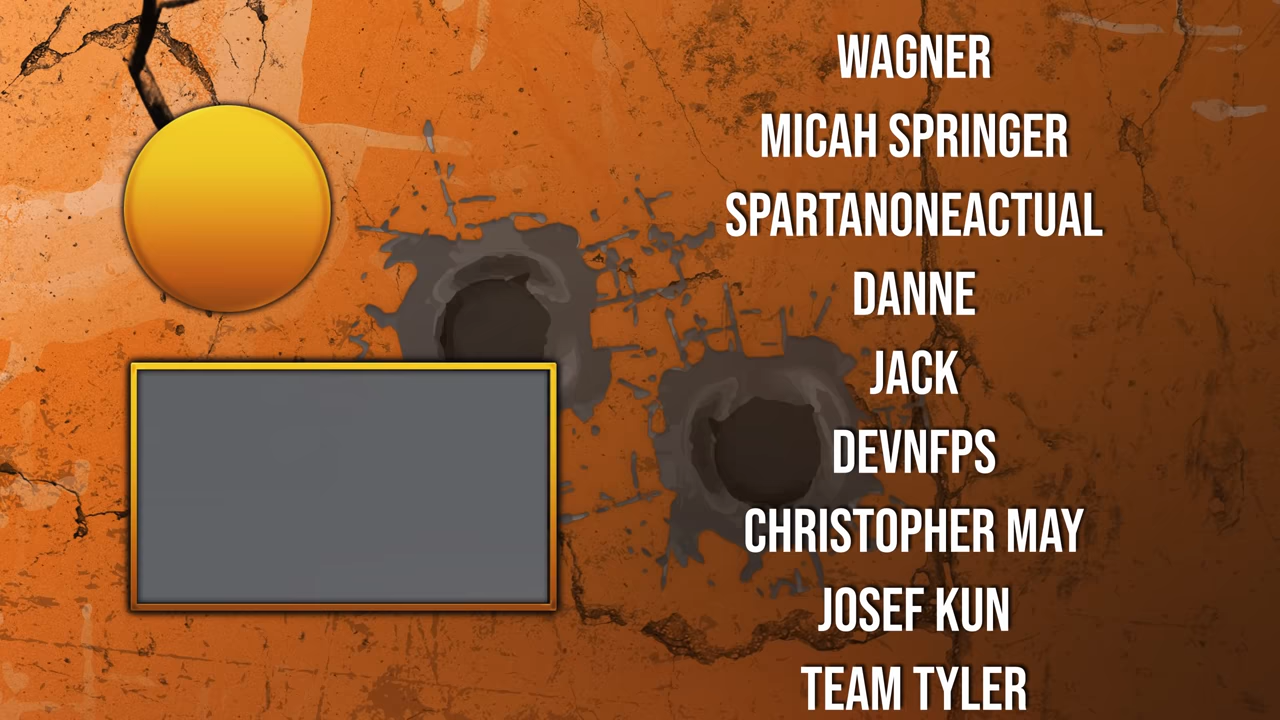 WAGNER
MICAH SPRINGER
SPARTANONEACTUAL
DANNE
JACK
DEVNFPS
CHRISTOPHER MAY
JOSEF KUN
TEAM TYLER